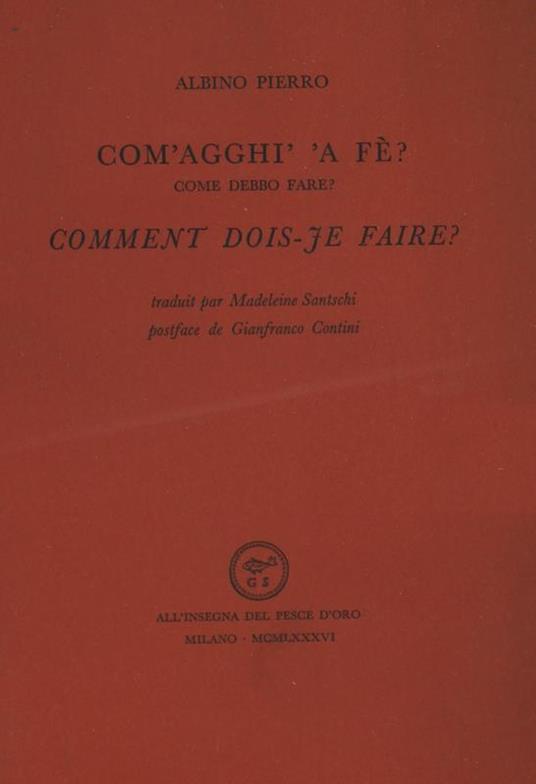 ALBINO PIERRO
COM'AGGHI' 'A FÈ?
COME DEBBO FARE?
COMMENT DOIS-JE FAIRE?
traduit par Madeleine Santschi
postface de Gianfranco Contini
G S
ALL'INSEGNA DEL PESCE D'ORO
MILANO · MCMLXXXVI